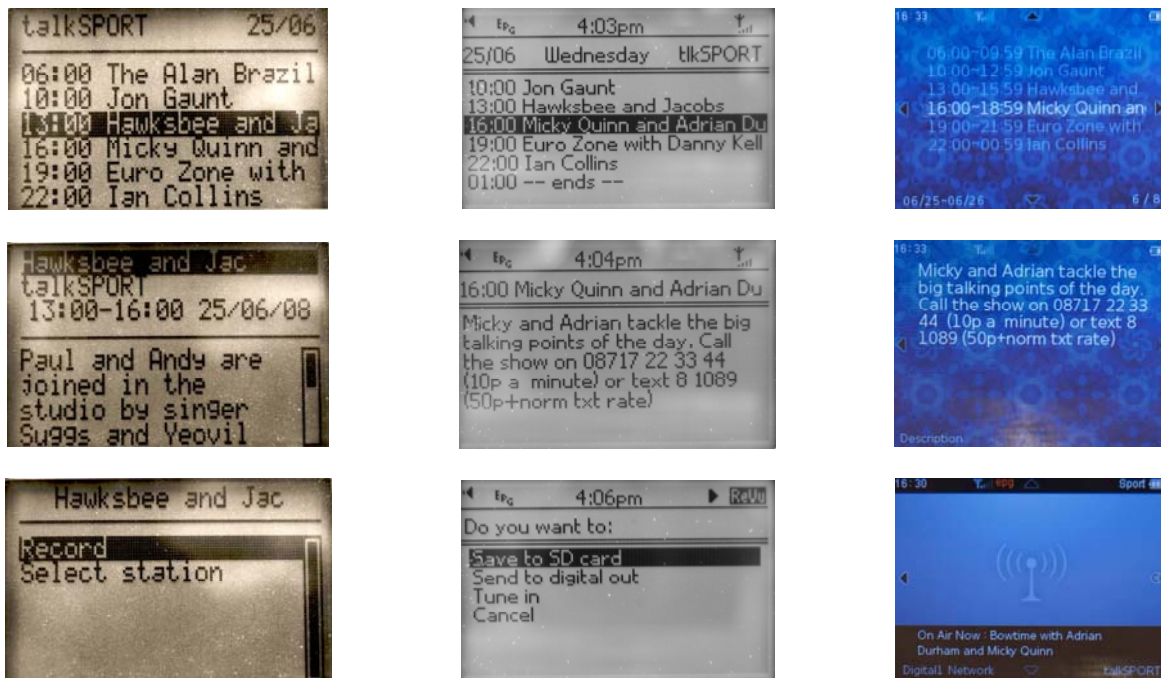 talkSPORT 25/06
06:00 The Alan Brazil
10:00 Jon Gaunt
13:00 Hawksbee and Ja
16:00 Micky Quinn and
19:00 Euro Zone with
22:00 Ian Collins
EPG 4:03pm
25/06 Wednesday tlkSPORT
10:00 Jon Gaunt
13:00 Hawksbee and Jacobs
16:00 Micky Quinn and Adrian Du
19:00 Euro Zone with Danny Kell
22:00 Ian Collins
01:00 -- ends --
16:33
06:00-09:59 The Alan Brazil
10:00-12:59 Jon Gaunt
13:00-15:59 Hawksbee and
16:00-18:59 Micky Quinn an
19:00-21:59 Euro Zone with
22:00-00:59 Ian Collins
06/25-06/26 6 / 8
Hawksbee and Jac
talkSPORT
13:00-16:00 25/06/08
Paul and Andy are
joined in the
studio by singer
Suggs and Yeovil
EPG 4:04pm
16:00 Micky Quinn and Adrian Du
Micky and Adrian tackle the big
talking points of the day. Call
the show on 08717 22 33 44
(10p a minute) or text 8 1089
(50p+norm txt rate)
16:33
Micky and Adrian tackle the
big talking points of the day.
Call the show on 08717 22 33
44 (10p a minute) or text 8
1089 (50p+norm txt rate)
Description
Hawksbee and Jac
Record
Select station
EPG 4:06pm ReVu
Do you want to:
Save to SD card
Send to digital out
Tune in
Cancel
16:30 epg Sport
On Air Now : Bowtime with Adrian
Durham and Micky Quinn
Digital1 Network talkSPORT